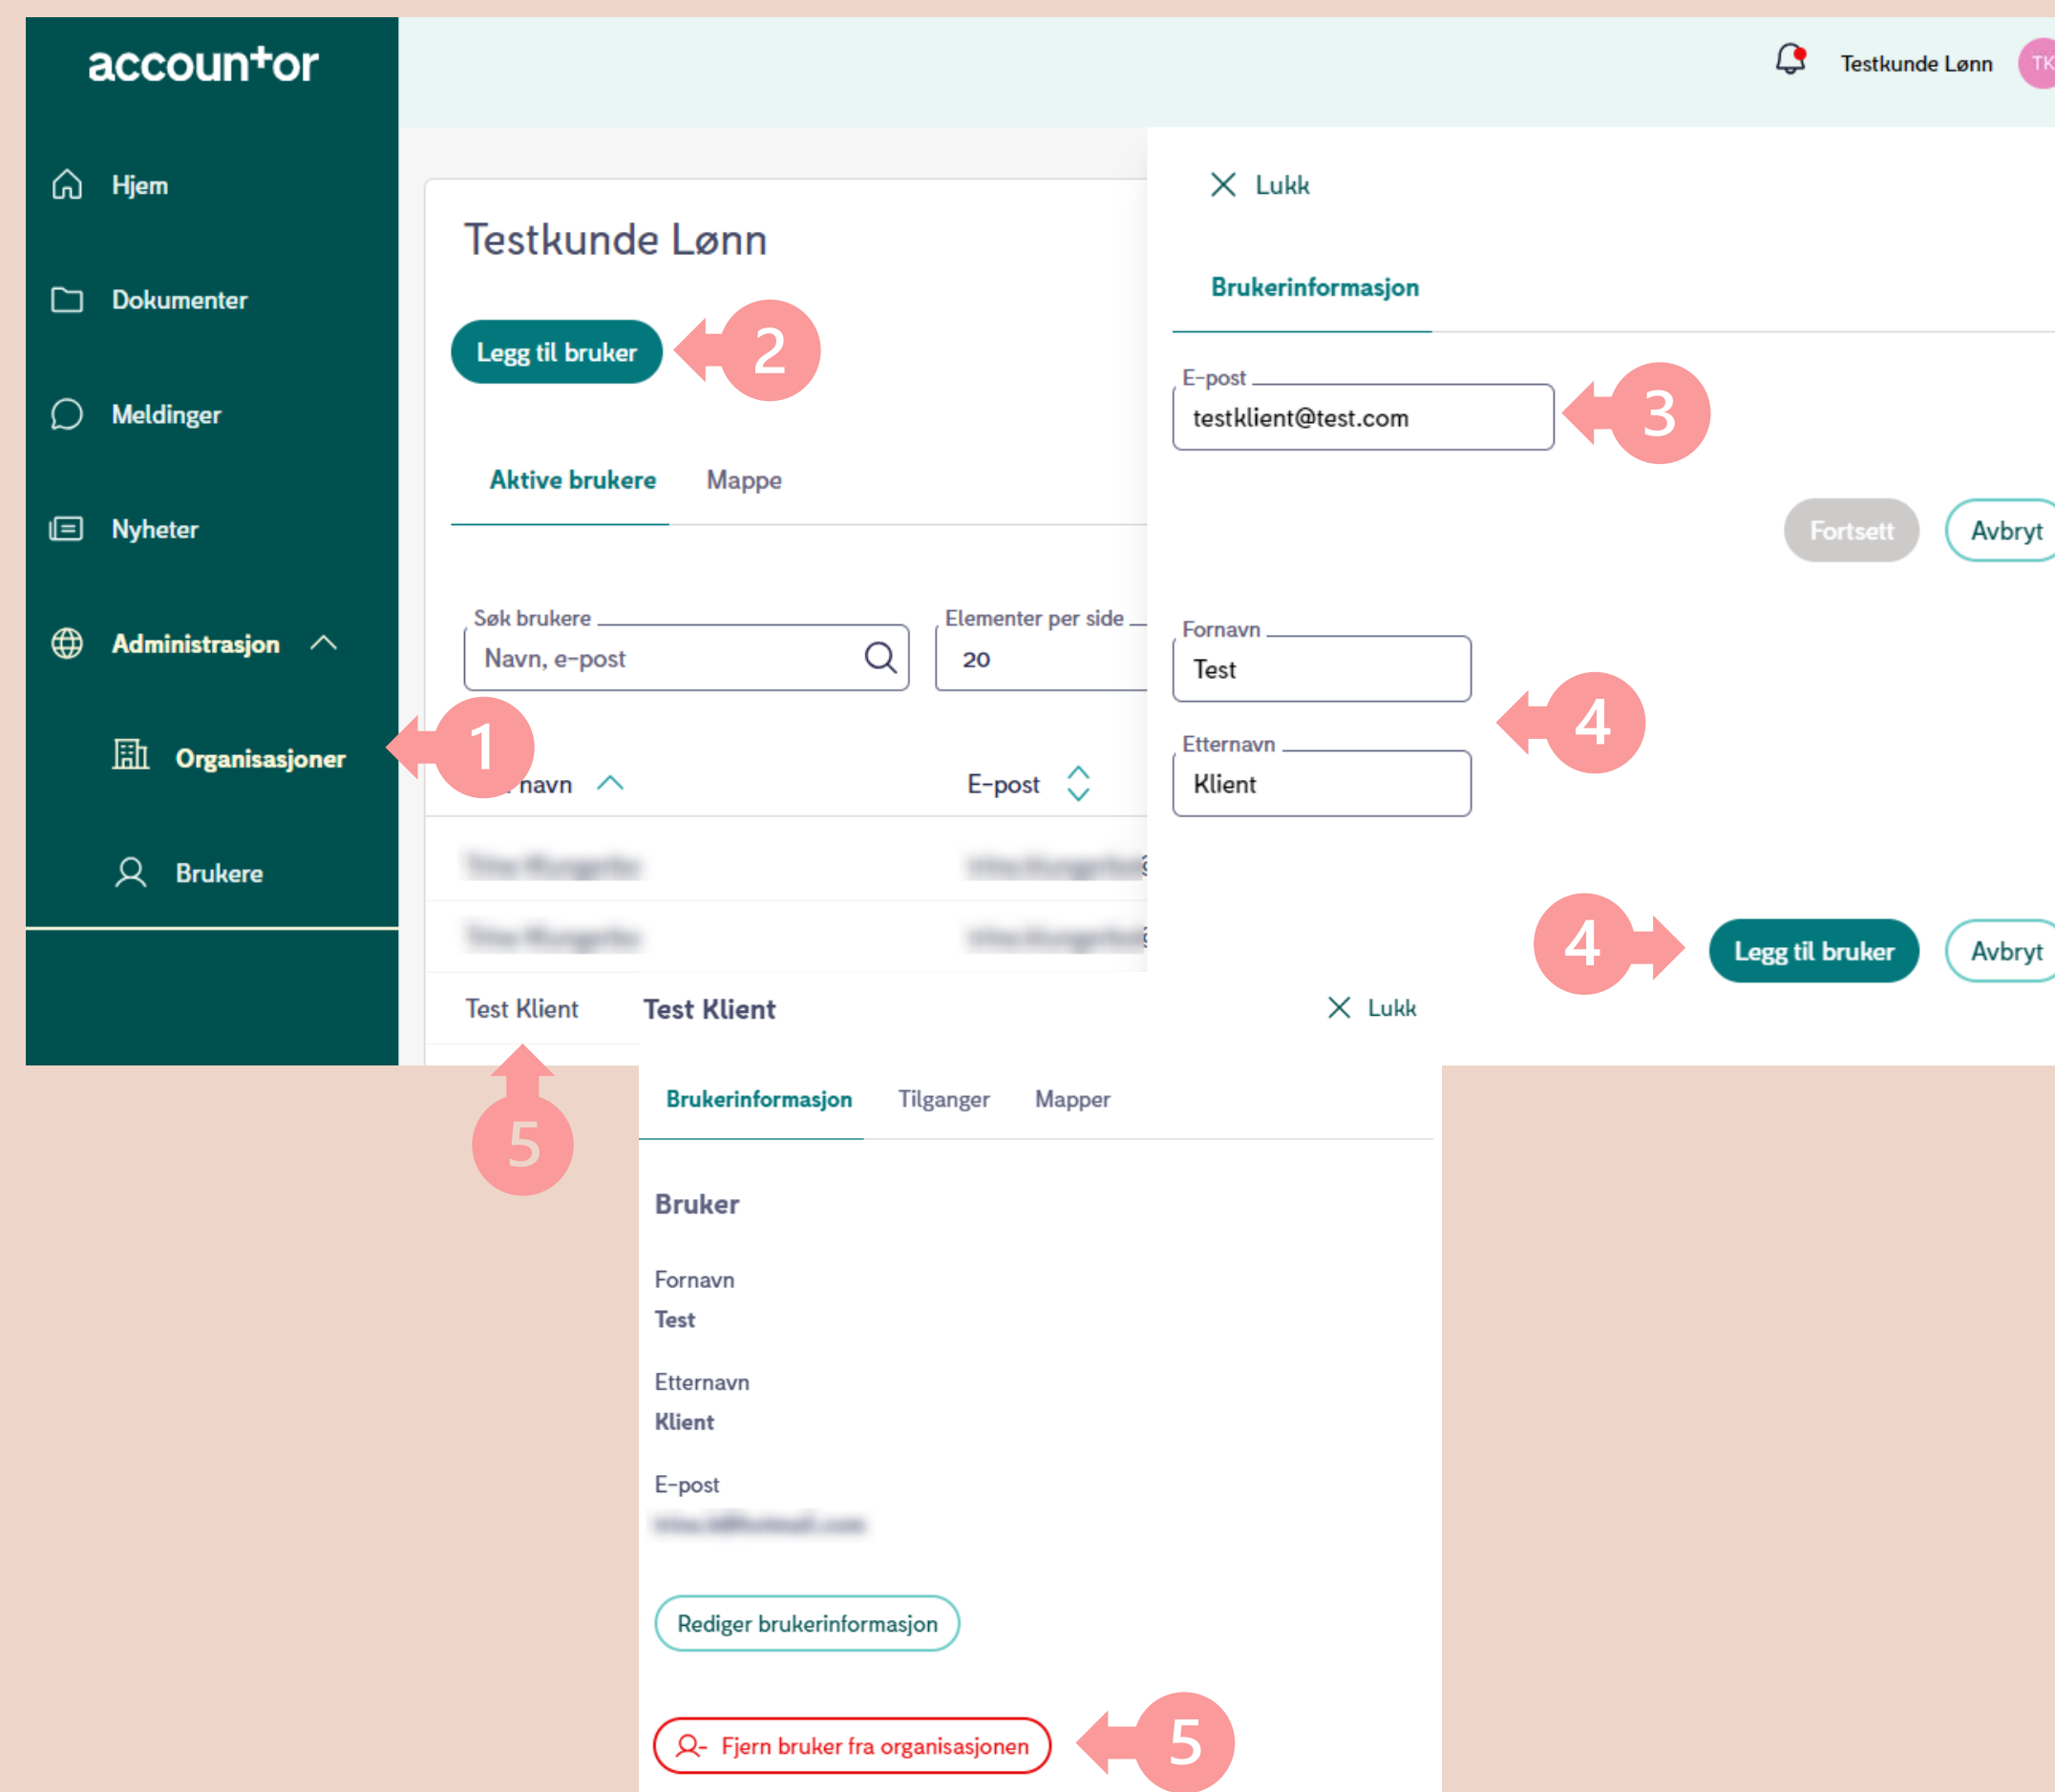 accountor
Testkunde Lønn
TK
Hjem
Dokumenter
Meldinger
Nyheter
Administrasjon
1
Organisasjoner
Brukere
Testkunde Lønn
Legg til bruker
2
Aktive brukere Mappe
Søk brukere
Navn, e-post
Elementer per side
20
navn
E-post
Test Klient
5
Lukk
Brukerinformasjon
E-post
testklient@test.com
3
Fortsett Avbryt
Fornavn
Test
4
Etternavn
Klient
4
Legg til bruker Avbryt
Test Klient
Lukk
Brukerinformasjon Tilganger Mapper
Bruker
Fornavn
Test
Etternavn
Klient
E-post
Rediger brukerinformasjon
Fjern bruker fra organisasjonen
5